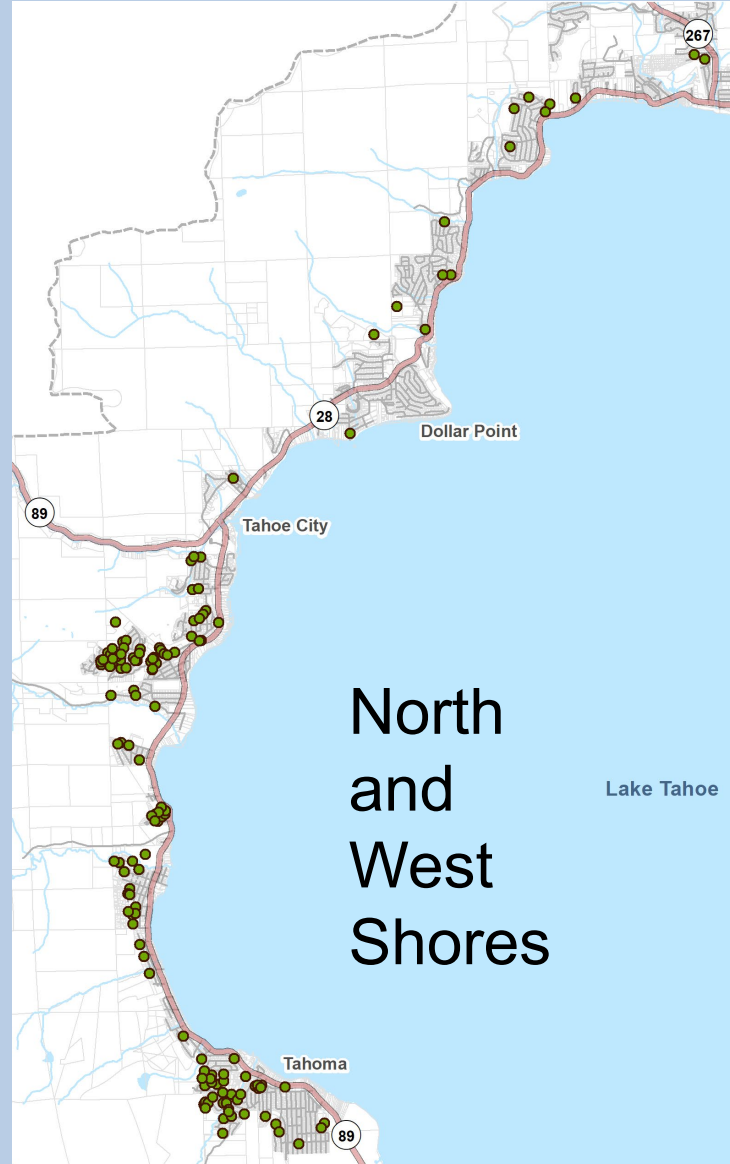 267
28
Dollar Point
89
Tahoe City
North
and
West
Shores
Lake Tahoe
Tahoma
89